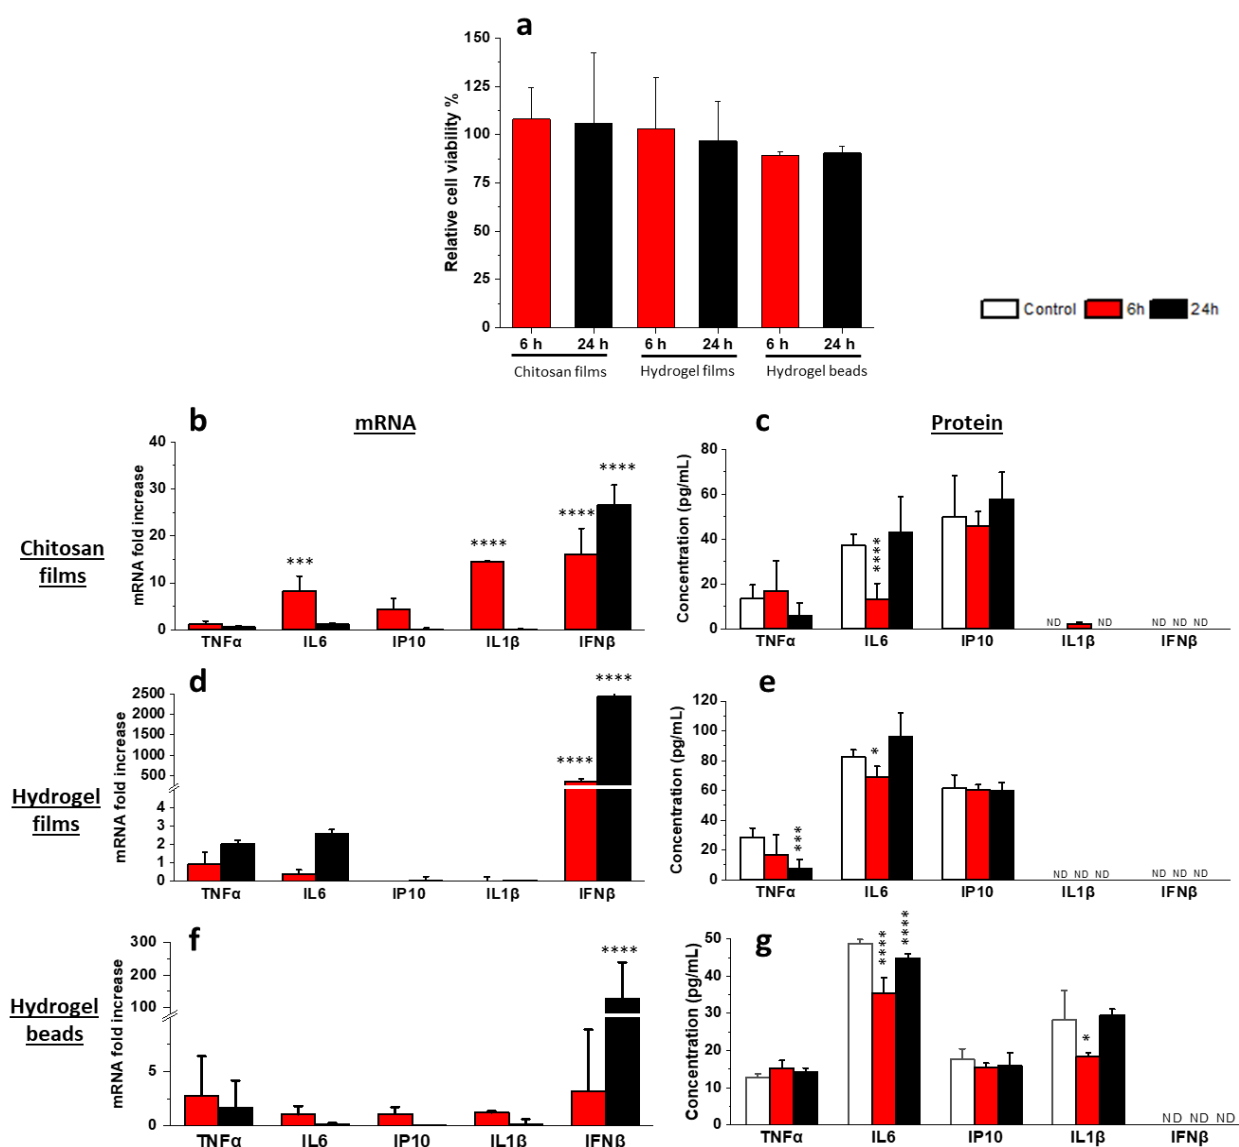 a
150
125
100
75
50
25
0
Relative cell viability %
6 h 24 h 6 h 24 h 6 h 24 h
Chitosan films Hydrogel films Hydrogel beads
Control 6h 24h
b mRNA
40
30
20
10
0
mRNA fold increase
*** **** **** ****
TNFα IL6 IP10 IL1β IFNβ
c Protein
80
60
40
20
0
Concentration (pg/mL)
****
ND ND ND ND ND
TNFα IL6 IP10 IL1β IFNβ
Chitosan
films
d
2500
2000
1500
1000
500
4
3
2
1
0
mRNA fold increase
**** ****
TNFα IL6 IP10 IL1β IFNβ
e
120
100
80
60
40
20
0
Concentration (pg/mL)
*** *
ND ND ND ND ND ND
TNFα IL6 IP10 IL1β IFNβ
Hydrogel
films
f
300
200
100
5
0
mRNA fold increase
****
TNFα IL6 IP10 IL1β IFNβ
g
50
40
30
20
10
0
Concentration (pg/mL)
**** **** *
ND ND ND
TNFα IL6 IP10 IL1β IFNβ
Hydrogel
beads